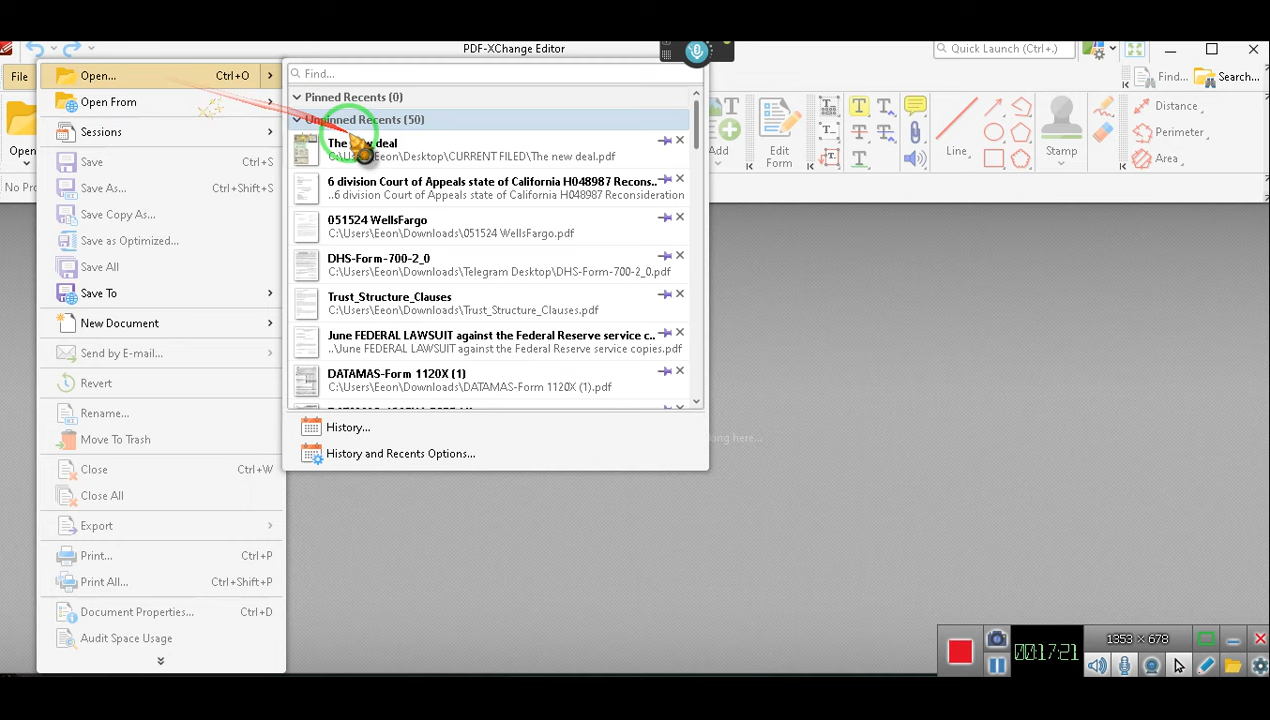 PDF-XChange Editor
Quick Launch (Ctrl+.)
File
Find...
Search...
Open
Add
Edit
Form
Line
Stamp
Distance
Perimeter
Area
Open... Ctrl+O
Open From
Sessions
Save Ctrl+S
Save As... Ctrl+Shift+S
Save Copy As...
Save as Optimized...
Save All
Save To
New Document
Send by E-mail...
Revert
Rename...
Move To Trash
Close Ctrl+W
Close All
Export
Print... Ctrl+P
Print All... Ctrl+Shift+P
Document Properties... Ctrl+D
Audit Space Usage
Find...
Pinned Recents (0)
Unpinned Recents (50)
The new deal
C:\Users\Eeon\Desktop\CURRENT FILED\The new deal.pdf
6 division Court of Appeals state of California H048987 Recons..
..6 division Court of Appeals state of California H048987 Reconsideration
051524 WellsFargo
C:\Users\Eeon\Downloads\051524 WellsFargo.pdf
DHS-Form-700-2_0
C:\Users\Eeon\Downloads\Telegram Desktop\DHS-Form-700-2_0.pdf
Trust_Structure_Clauses
C:\Users\Eeon\Downloads\Trust_Structure_Clauses.pdf
June FEDERAL LAWSUIT against the Federal Reserve service c..
..\June FEDERAL LAWSUIT against the Federal Reserve service copies.pdf
DATAMAS-Form 1120X (1)
C:\Users\Eeon\Downloads\DATAMAS-Form 1120X (1).pdf
History...
History and Recents Options...
here...
1353 × 678
00:17:21